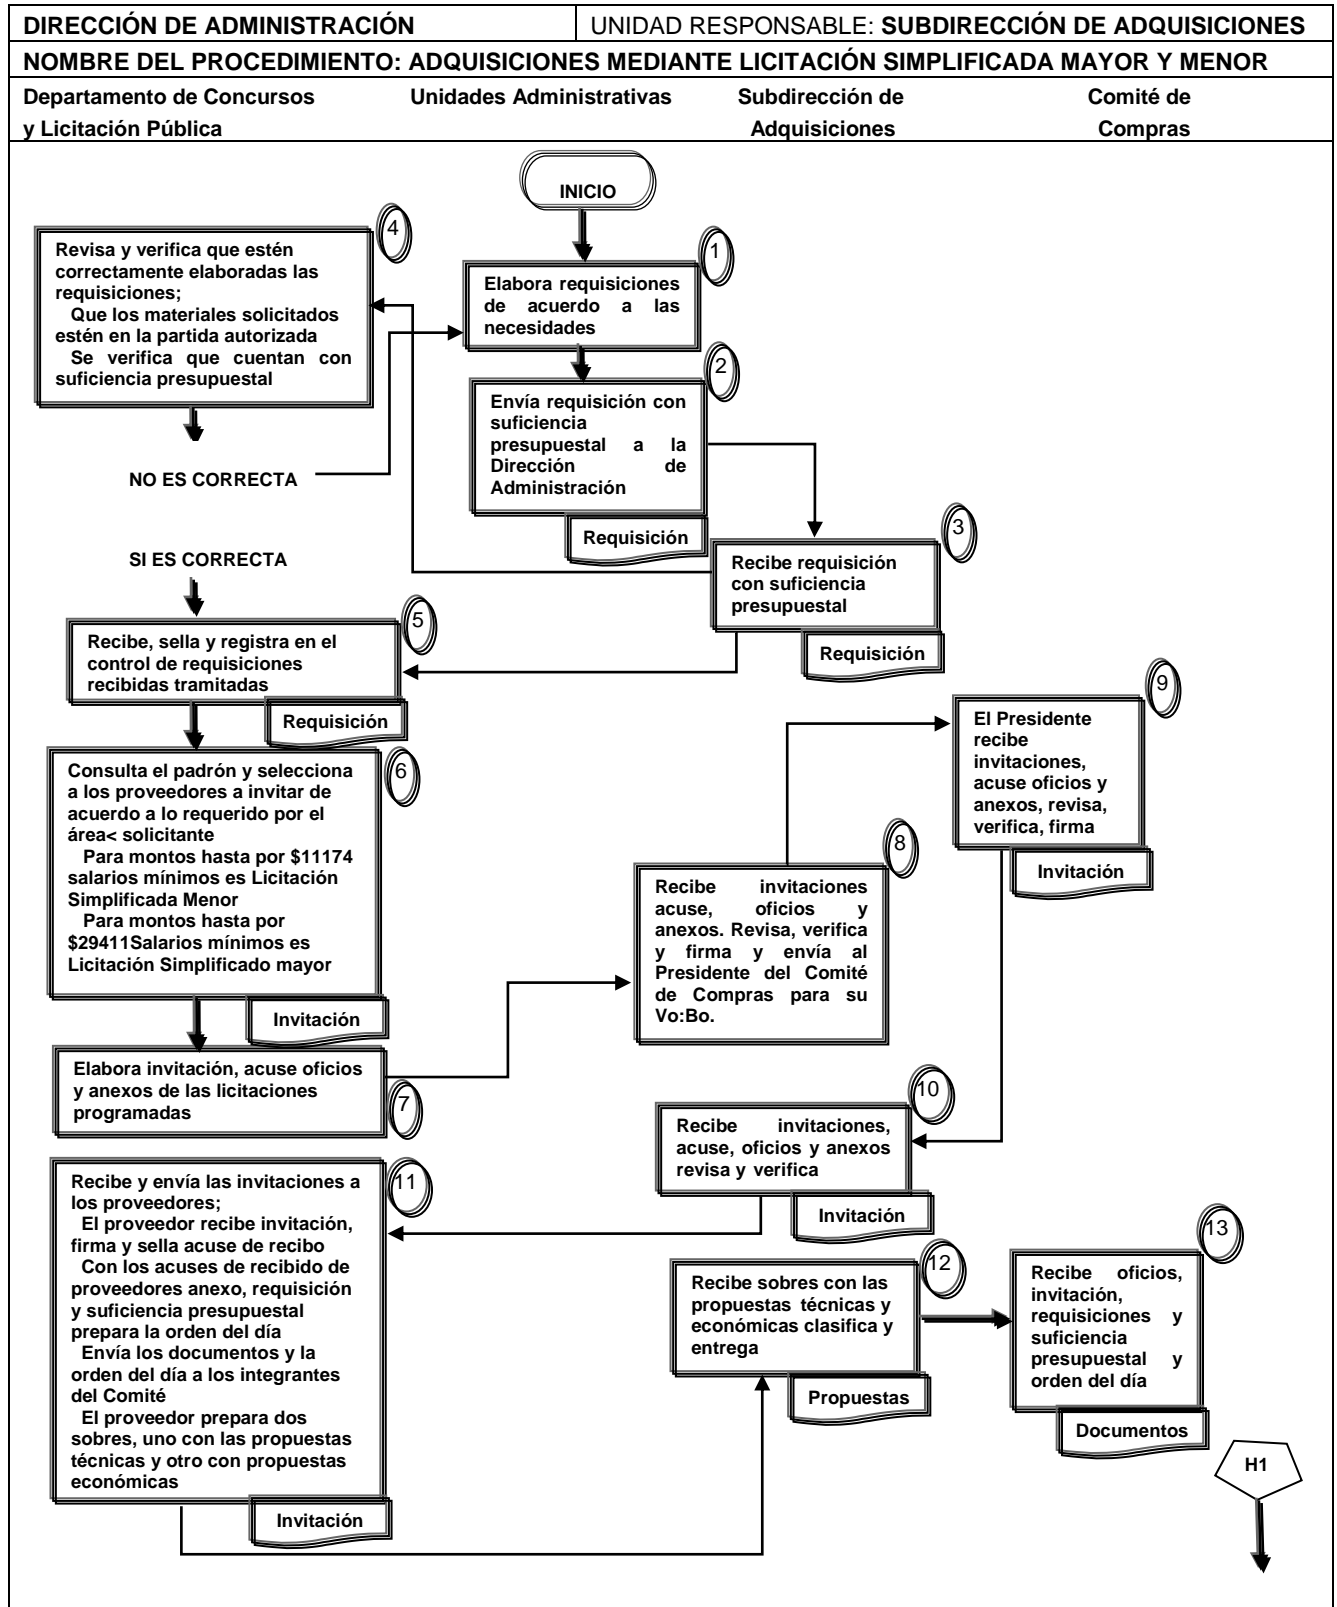 DIRECCIÓN DE ADMINISTRACIÓN
UNIDAD RESPONSABLE: SUBDIRECCIÓN DE ADQUISICIONES
NOMBRE DEL PROCEDIMIENTO: ADQUISICIONES MEDIANTE LICITACIÓN SIMPLIFICADA MAYOR Y MENOR
Departamento de Concursos
y Licitación Pública
Unidades Administrativas
Subdirección de
Adquisiciones
Comité de
Compras
INICIO
1
Elabora requisiciones
de acuerdo a las
necesidades
2
Envía requisición con
suficiencia
presupuestal a la
Dirección de
Administración
Requisición
3
Recibe requisición
con suficiencia
presupuestal
Requisición
4
Revisa y verifica que estén
correctamente elaboradas las
requisiciones;
Que los materiales solicitados
estén en la partida autorizada
Se verifica que cuentan con
suficiencia presupuestal
NO ES CORRECTA
SI ES CORRECTA
5
Recibe, sella y registra en el
control de requisiciones
recibidas tramitadas
Requisición
6
Consulta el padrón y selecciona
a los proveedores a invitar de
acuerdo a lo requerido por el
área< solicitante
Para montos hasta por $11174
salarios mínimos es Licitación
Simplificada Menor
Para montos hasta por
$29411Salarios mínimos es
Licitación Simplificado mayor
Invitación
Elabora invitación, acuse oficios
y anexos de las licitaciones
programadas
7
8
Recibe invitaciones
acuse, oficios y
anexos. Revisa, verifica
y firma y envía al
Presidente del Comité
de Compras para su
Vo:Bo.
9
El Presidente
recibe
invitaciones,
acuse oficios y
anexos, revisa,
verifica, firma
Invitación
10
Recibe invitaciones,
acuse, oficios y anexos
revisa y verifica
Invitación
11
Recibe y envía las invitaciones a
los proveedores;
El proveedor recibe invitación,
firma y sella acuse de recibo
Con los acuses de recibido de
proveedores anexo, requisición
y suficiencia presupuestal
prepara la orden del día
Envía los documentos y la
orden del día a los integrantes
del Comité
El proveedor prepara dos
sobres, uno con las propuestas
técnicas y otro con propuestas
económicas
Invitación
12
Recibe sobres con las
propuestas técnicas y
económicas clasifica y
entrega
Propuestas
13
Recibe oficios,
invitación,
requisiciones y
suficiencia
presupuestal y
orden del día
Documentos
H1